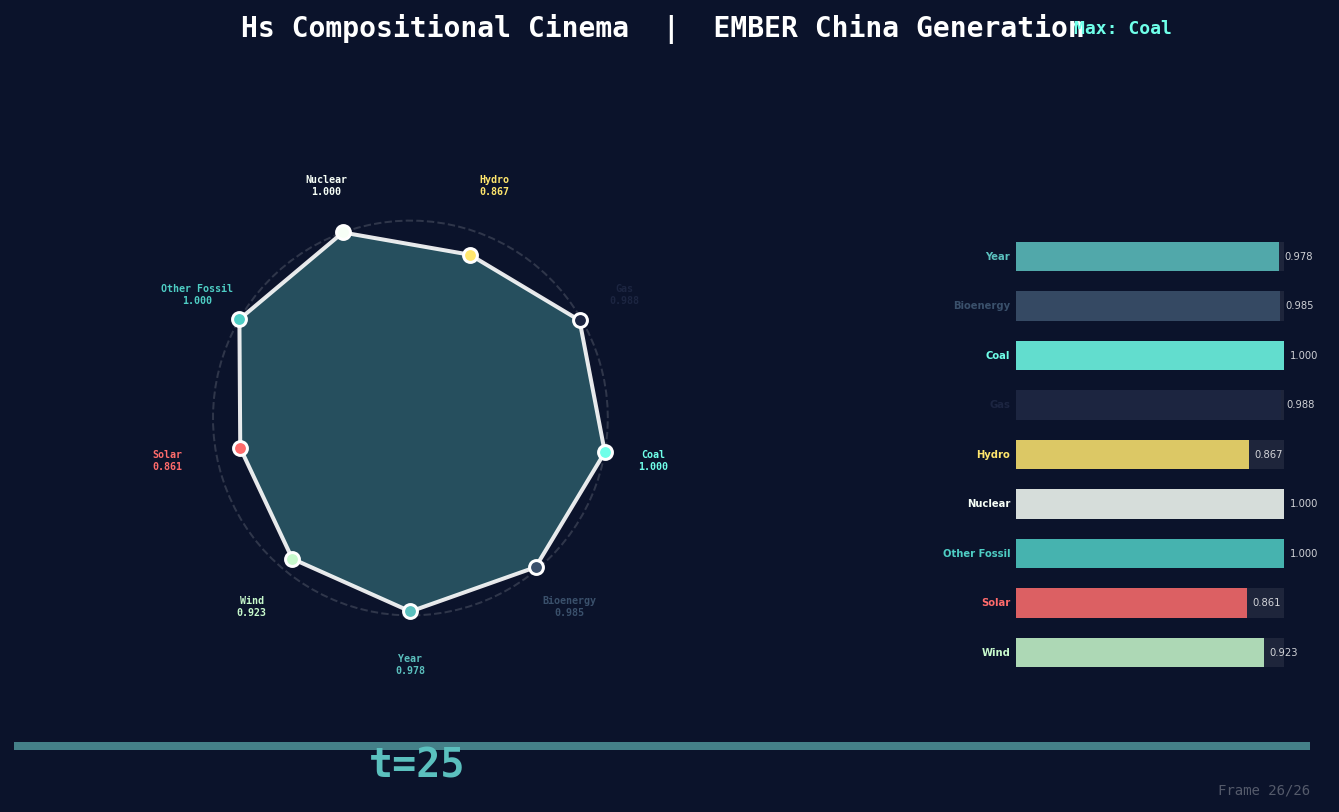 Hs Compositional Cinema | EMBER China Generation
Max: Coal
Nuclear
1.000
Hydro
0.867
Other Fossil
1.000
Gas
0.988
Solar
0.861
Coal
1.000
Wind
0.923
Bioenergy
0.985
Year
0.978
Year 0.978
Bioenergy 0.985
Coal 1.000
Gas 0.988
Hydro 0.867
Nuclear 1.000
Other Fossil 1.000
Solar 0.861
Wind 0.923
t=25
Frame 26/26